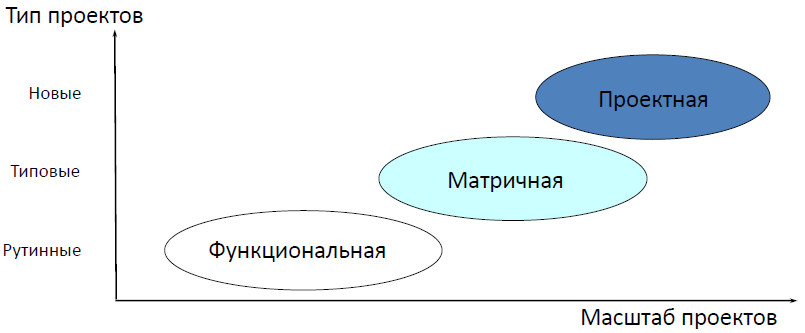 Тип проектов
Новые
Проектная
Типовые
Матричная
Рутинные
Функциональная
Масштаб проектов